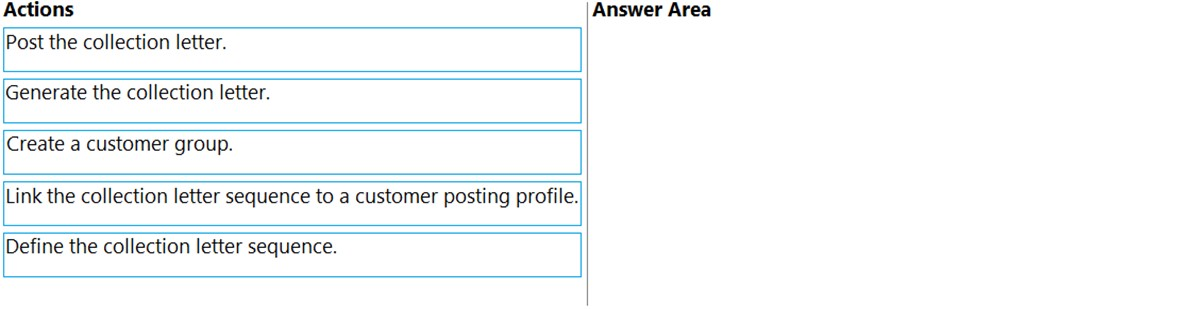 Actions
Answer Area
Post the collection letter.
Generate the collection letter.
Create a customer group.
Link the collection letter sequence to a customer posting profile.
Define the collection letter sequence.